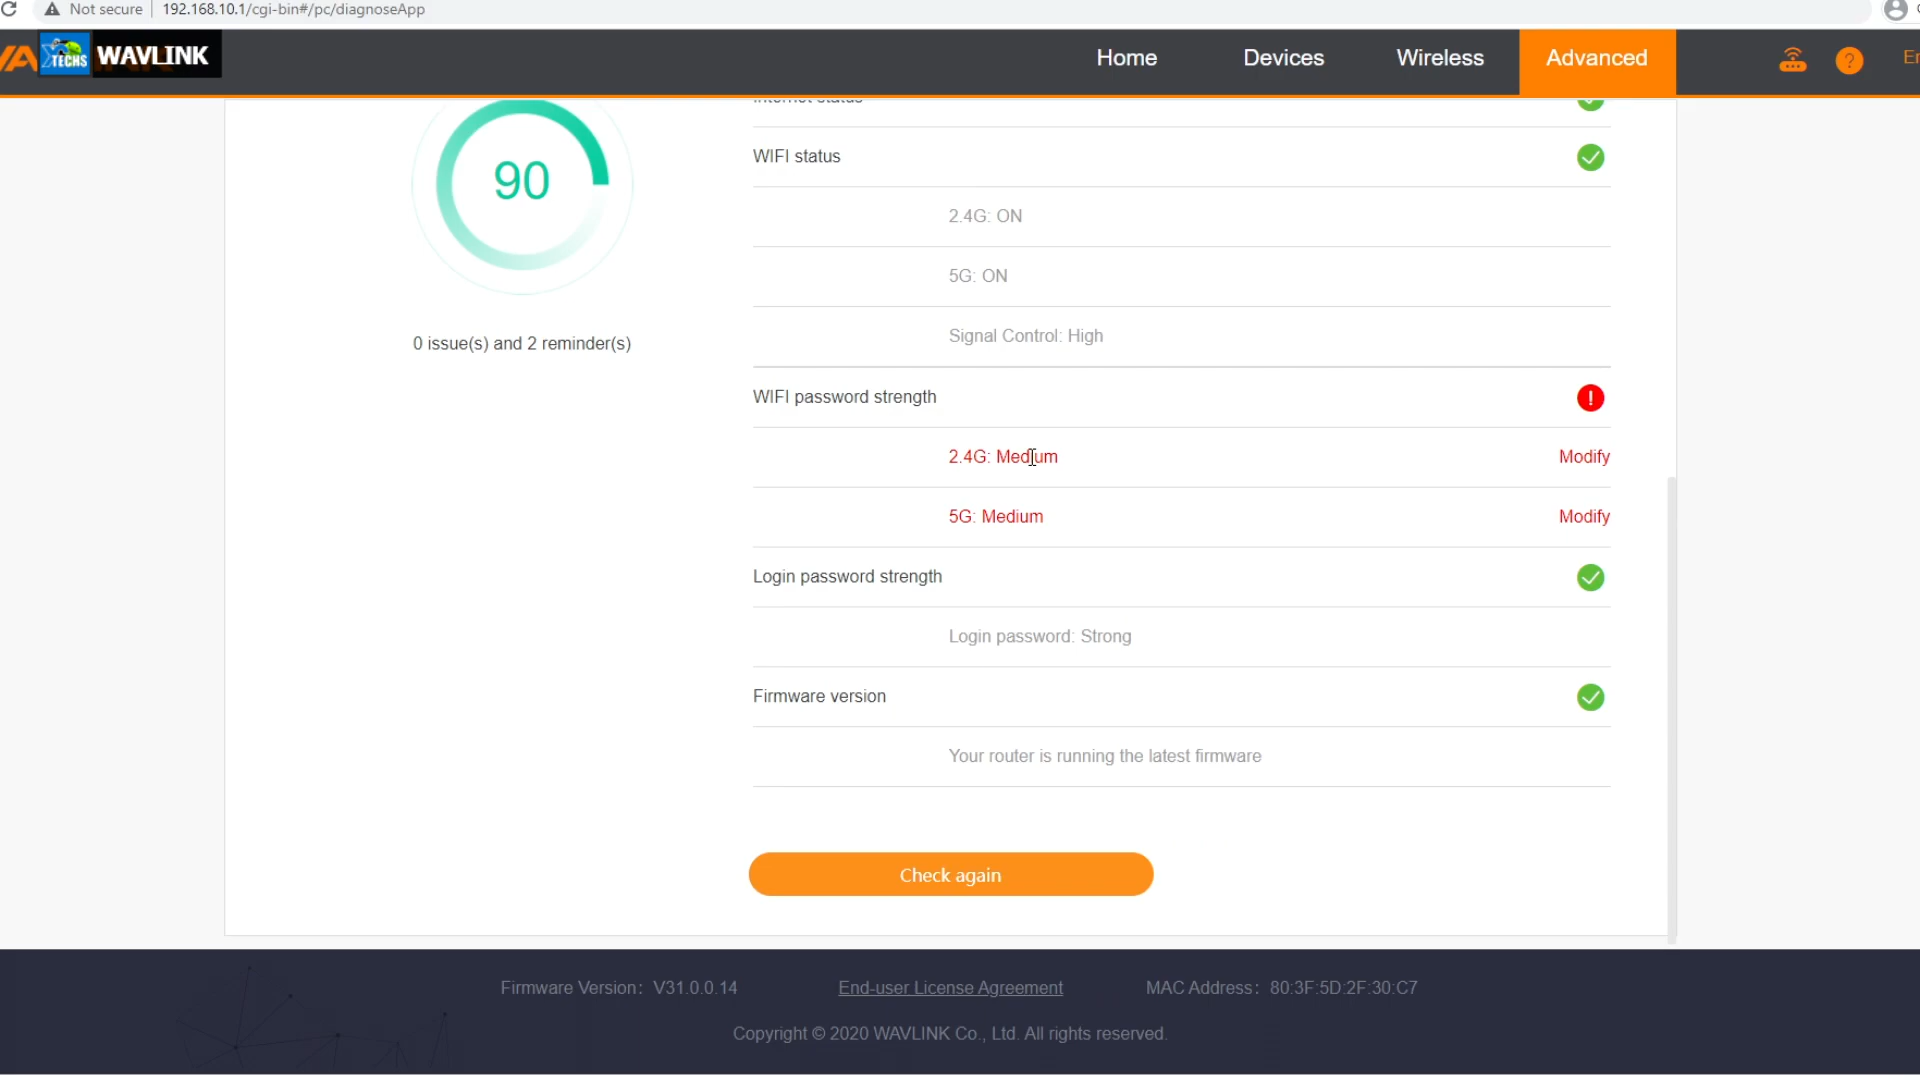 Not secure 192.168.10.1/cgi-bin#/pc/diagnoseApp
TECHS WAVLINK
Home Devices Wireless Advanced ?
Internet status
90
0 issue(s) and 2 reminder(s)
WIFI status
2.4G: ON
5G: ON
Signal Control: High
WIFI password strength !
2.4G: Medium Modify
5G: Medium Modify
Login password strength
Login password: Strong
Firmware version
Your router is running the latest firmware
Check again
Firmware Version: V31.0.0.14 End-user License Agreement MAC Address: 80:3F:5D:2F:30:C7
Copyright © 2020 WAVLINK Co., Ltd. All rights reserved.